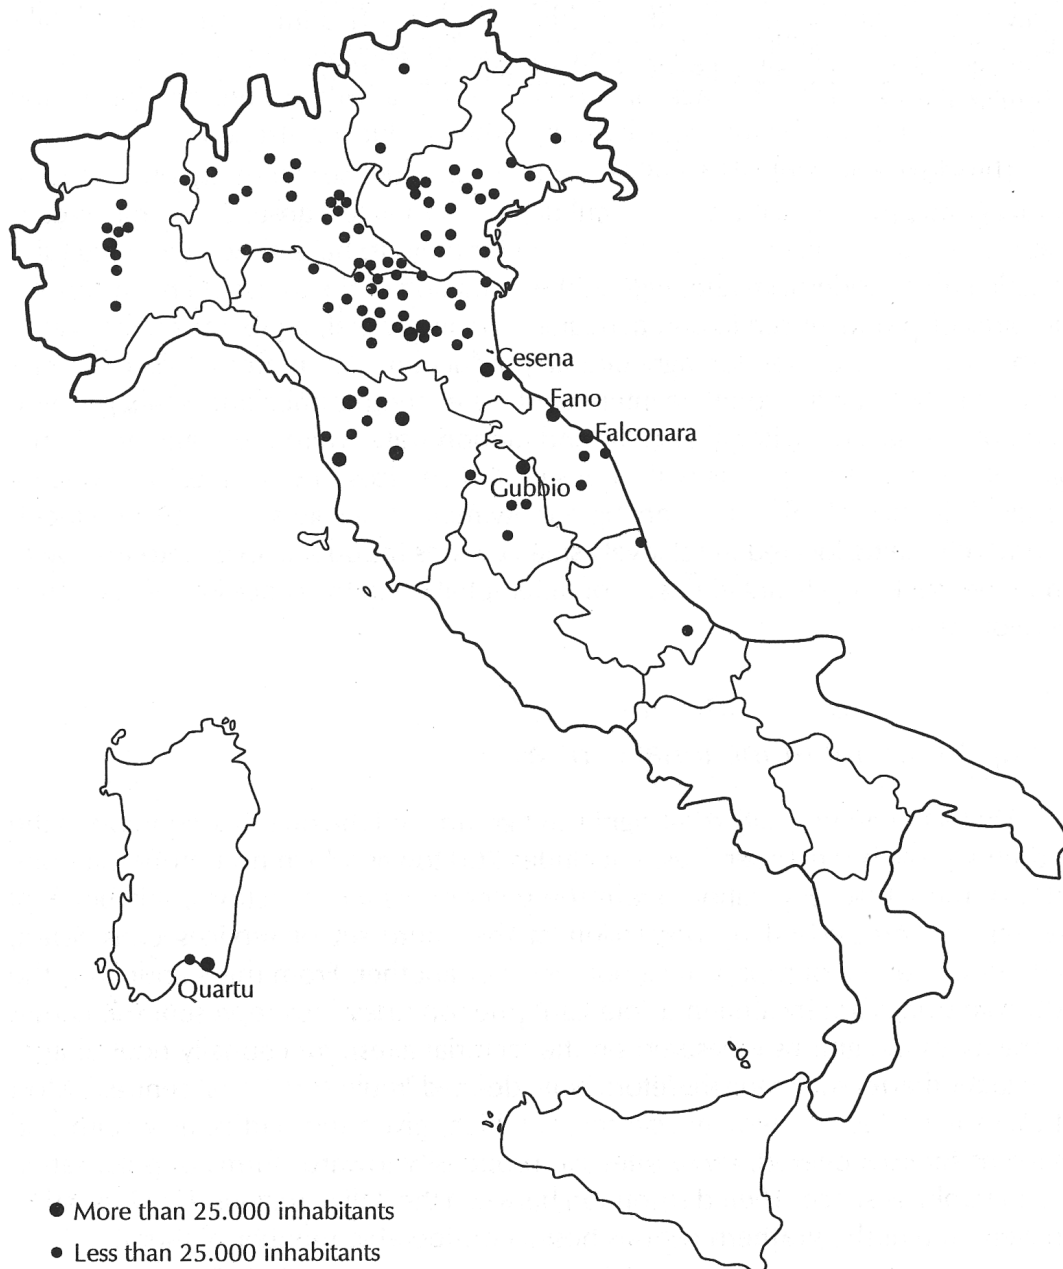 Cesena
Fano
Falconara
Gubbio
Quartu
More than 25.000 inhabitants
Less than 25.000 inhabitants